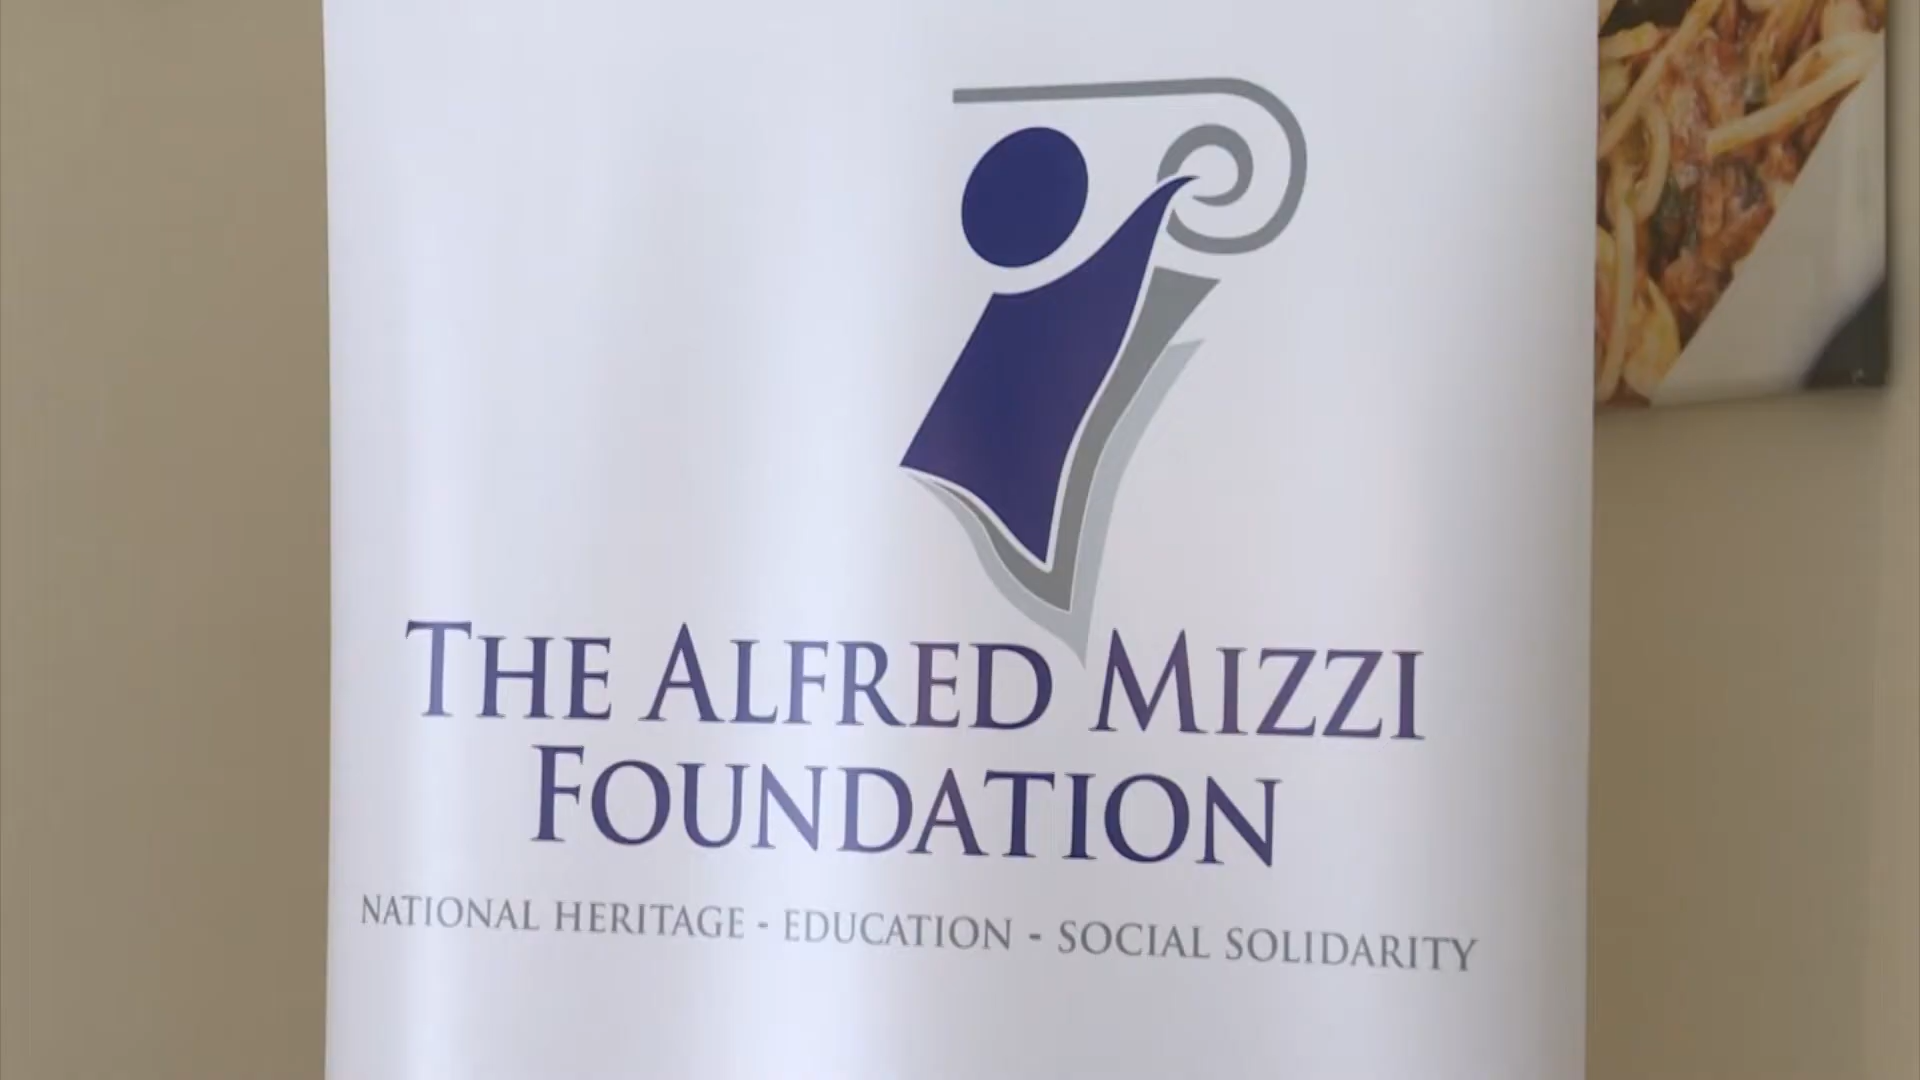 THE ALFRED MIZZI
FOUNDATION
NATIONAL HERITAGE - EDUCATION - SOCIAL SOLIDARITY